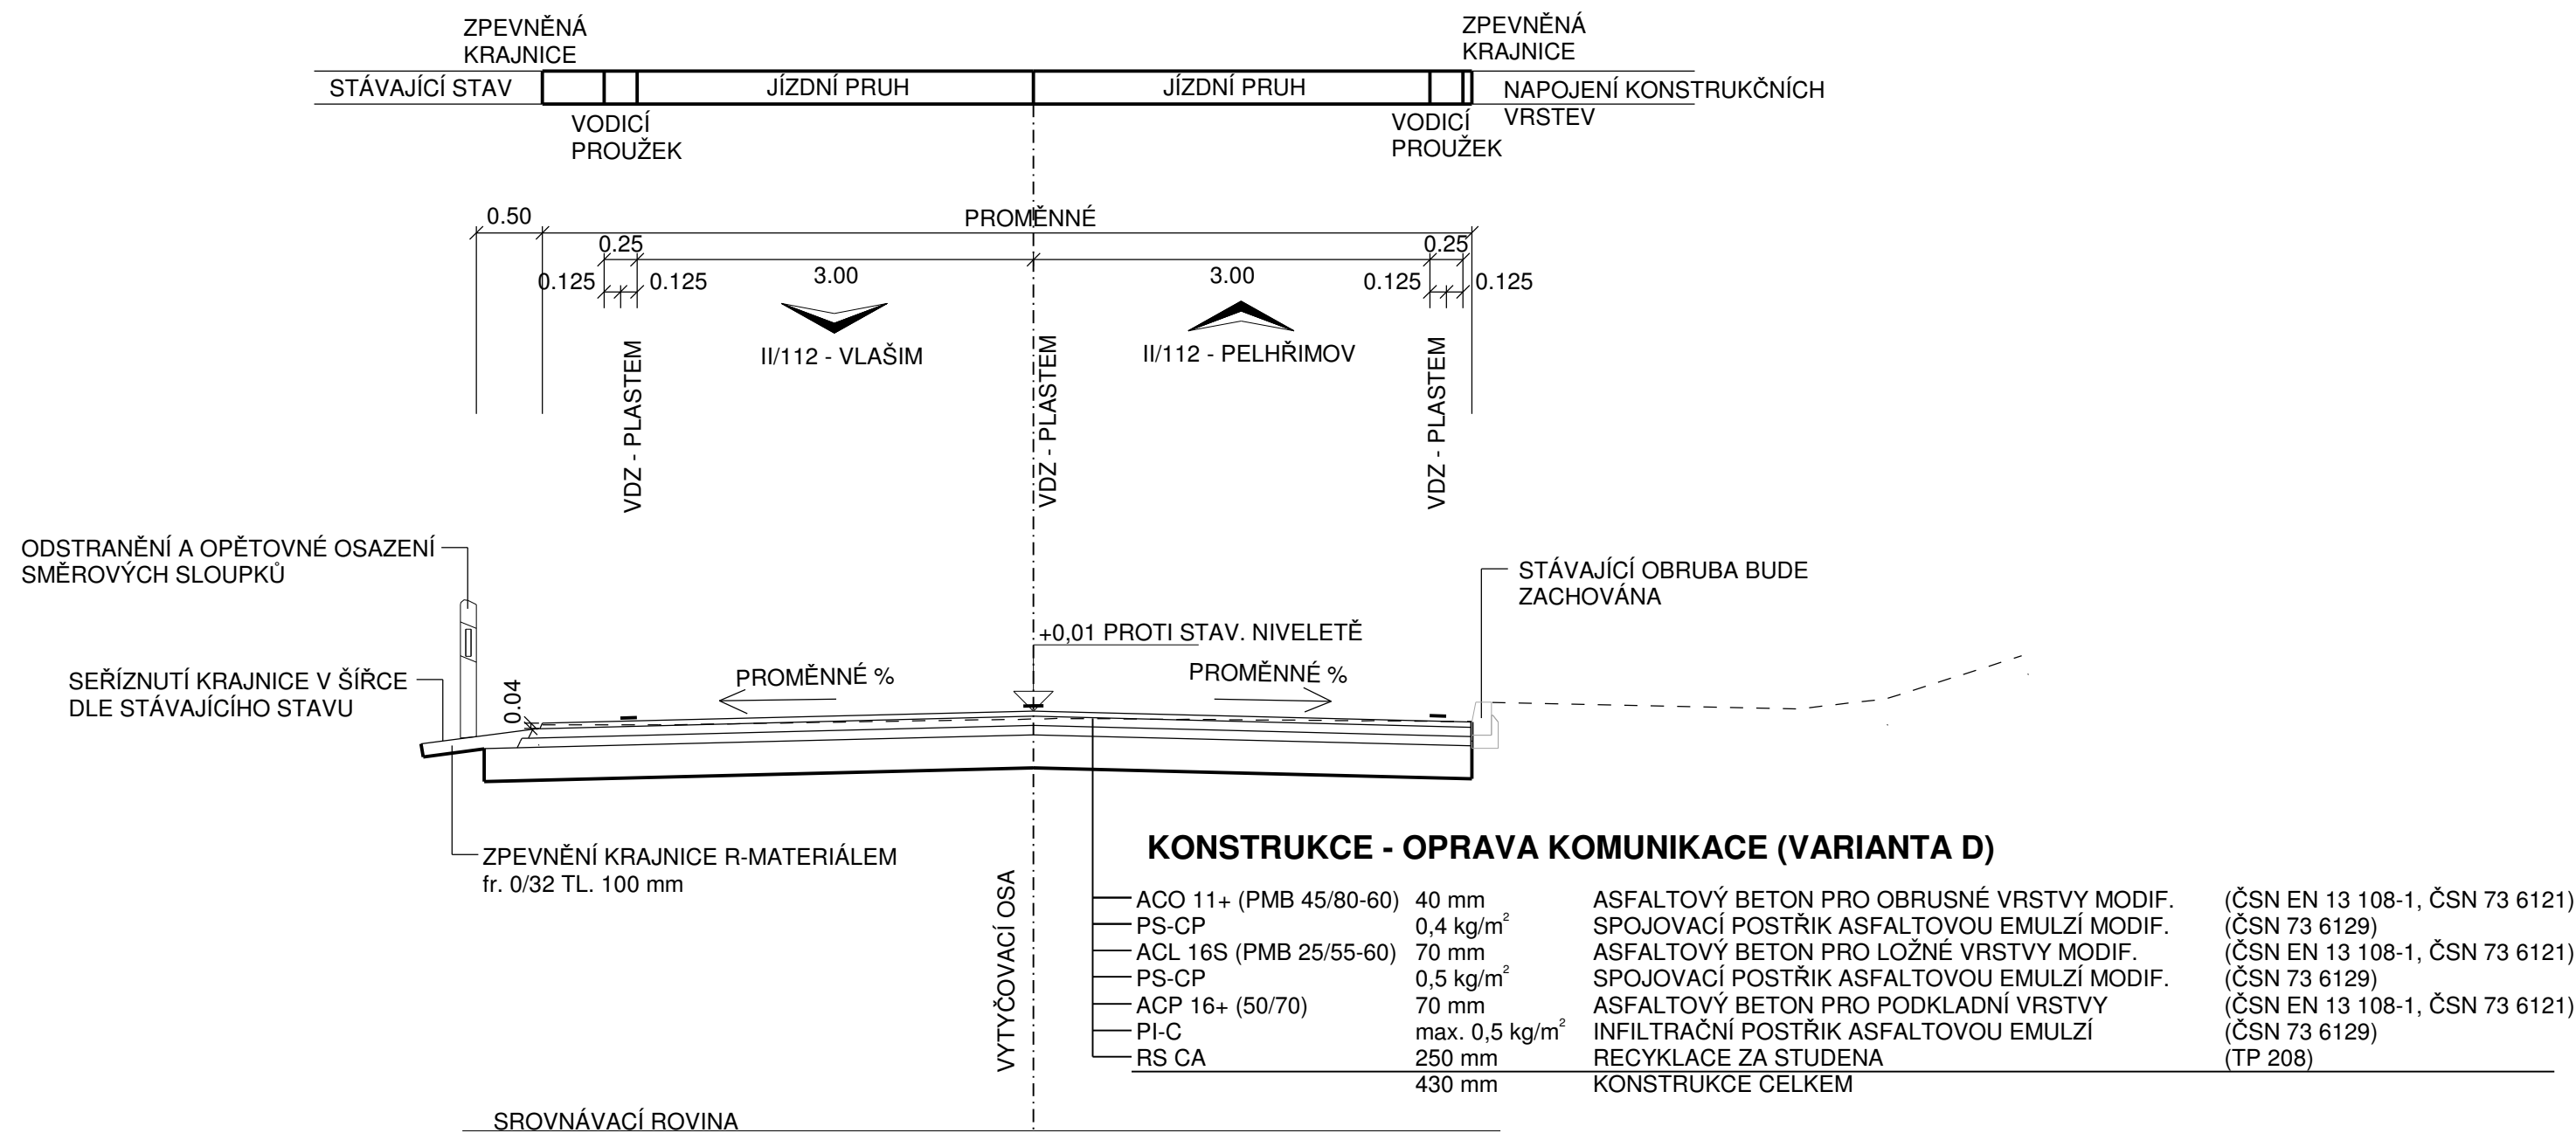 ZPEVNĚNÁ
KRAJNICE
ZPEVNĚNÁ
KRAJNICE
STÁVAJÍCÍ STAV
JÍZDNÍ PRUH
JÍZDNÍ PRUH
NAPOJENÍ KONSTRUKČNÍCH
VRSTEV
VODICÍ
PROUŽEK
VODICÍ
PROUŽEK
0.50
PROMĚNNÉ
0.25
0.25
0.125
0.125
3.00
3.00
0.125
0.125
II/112 - VLAŠIM
II/112 - PELHŘIMOV
VDZ - PLASTEM
VDZ - PLASTEM
VDZ - PLASTEM
ODSTRANĚNÍ A OPĚTOVNÉ OSAZENÍ
SMĚROVÝCH SLOUPKŮ
STÁVAJÍCÍ OBRUBA BUDE
ZACHOVÁNA
+0,01 PROTI STAV. NIVELETĚ
SEŘÍZNUTÍ KRAJNICE V ŠÍŘCE
DLE STÁVAJÍCÍHO STAVU
0.04
PROMĚNNÉ %
PROMĚNNÉ %
ZPEVNĚNÍ KRAJNICE R-MATERIÁLEM
fr. 0/32 TL. 100 mm
VYTYČOVACÍ OSA
KONSTRUKCE - OPRAVA KOMUNIKACE (VARIANTA D)
ACO 11+ (PMB 45/80-60) 40 mm ASFALTOVÝ BETON PRO OBRUSNÉ VRSTVY MODIF. (ČSN EN 13 108-1, ČSN 73 6121)
PS-CP 0,4 kg/m² SPOJOVACÍ POSTŘIK ASFALTOVOU EMULZÍ MODIF. (ČSN 73 6129)
ACL 16S (PMB 25/55-60) 70 mm ASFALTOVÝ BETON PRO LOŽNÉ VRSTVY MODIF. (ČSN EN 13 108-1, ČSN 73 6121)
PS-CP 0,5 kg/m² SPOJOVACÍ POSTŘIK ASFALTOVOU EMULZÍ MODIF. (ČSN 73 6129)
ACP 16+ (50/70) 70 mm ASFALTOVÝ BETON PRO PODKLADNÍ VRSTVY (ČSN EN 13 108-1, ČSN 73 6121)
PI-C max. 0,5 kg/m² INFILTRAČNÍ POSTŘIK ASFALTOVOU EMULZÍ (ČSN 73 6129)
RS CA 250 mm RECYKLACE ZA STUDENA (TP 208)
430 mm KONSTRUKCE CELKEM
SROVNÁVACÍ ROVINA